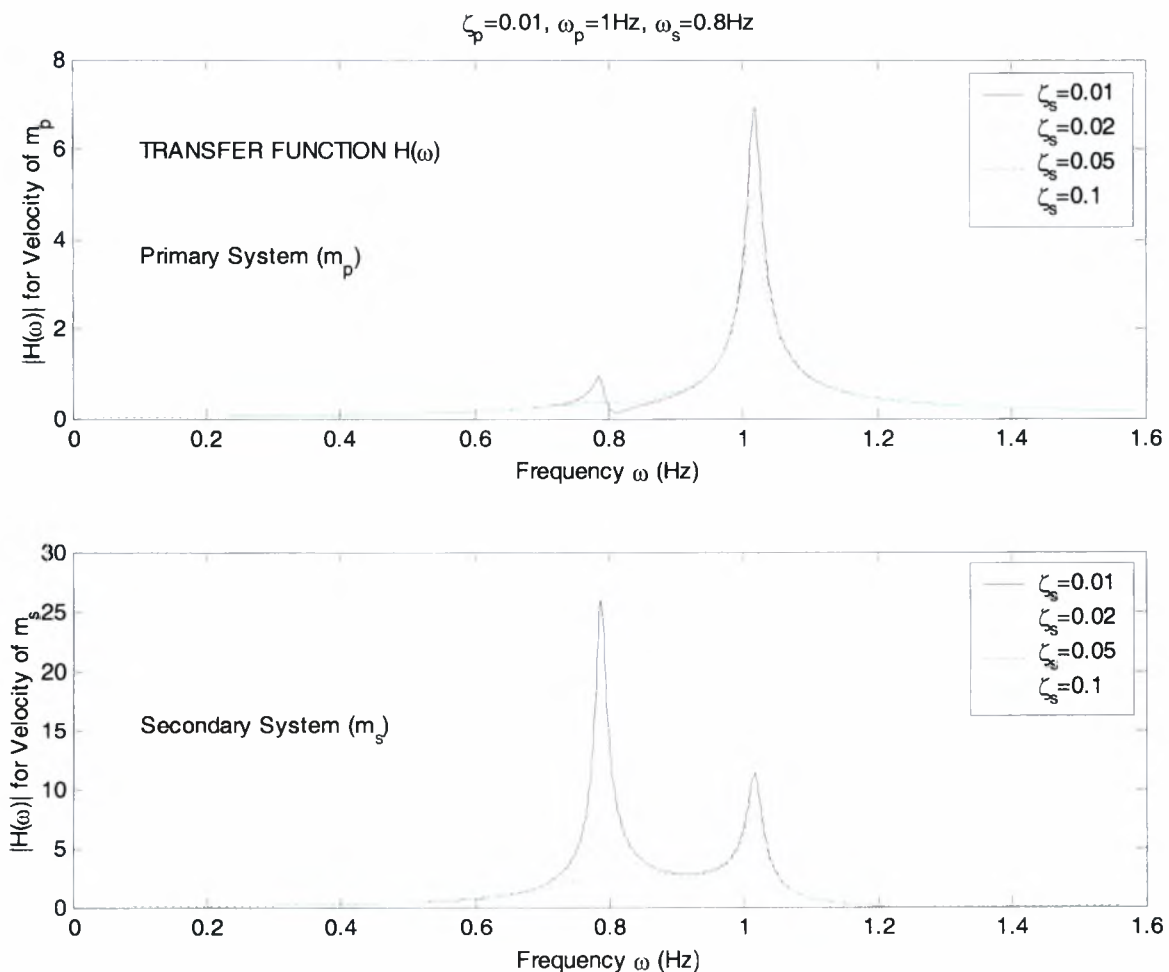 ζp=0.01, ωp=1Hz, ωs=0.8Hz
8
6
4
2
0
|H(ω)| for Velocity of mp
TRANSFER FUNCTION H(ω)
Primary System (mp)
ζs=0.01
ζs=0.02
ζs=0.05
ζs=0.1
0 0.2 0.4 0.6 0.8 1 1.2 1.4 1.6
Frequency ω (Hz)
30
25
20
15
10
5
0
|H(ω)| for Velocity of ms
Secondary System (ms)
ζs=0.01
ζs=0.02
ζs=0.05
ζs=0.1
0 0.2 0.4 0.6 0.8 1 1.2 1.4 1.6
Frequency ω (Hz)